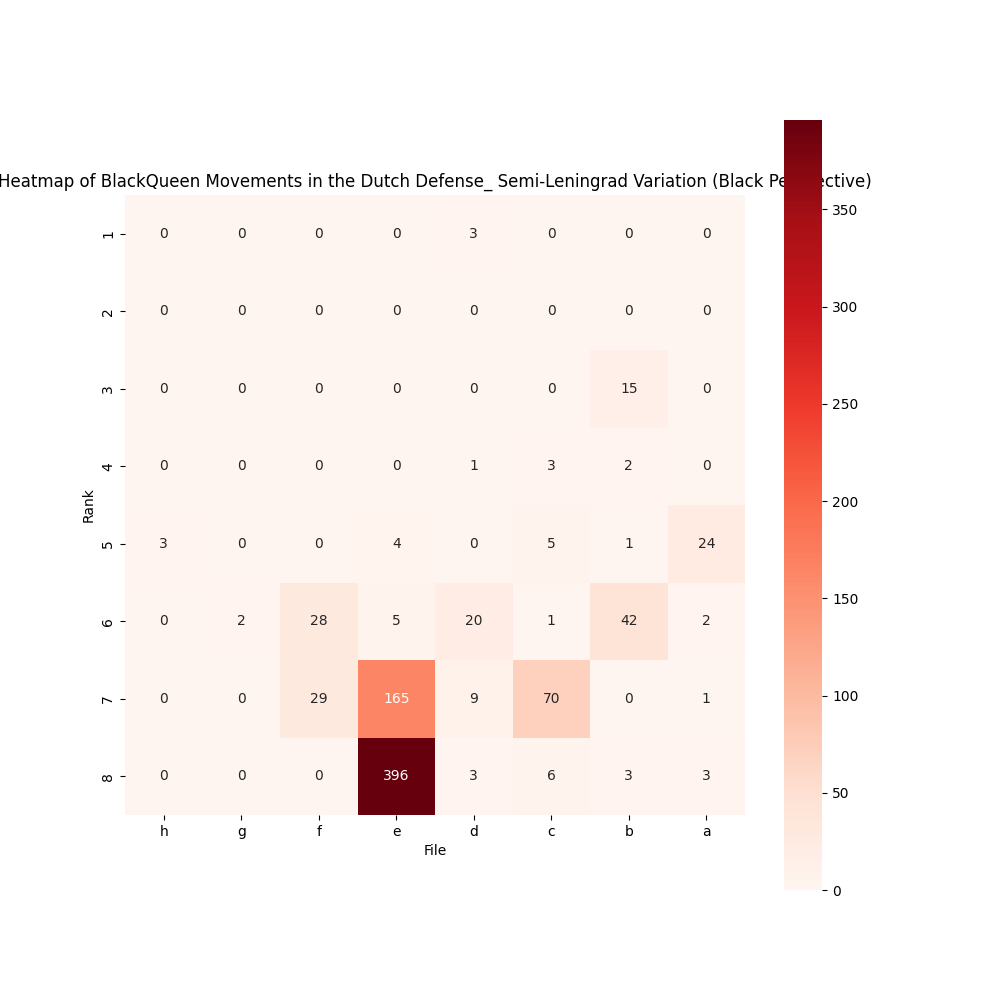 Heatmap of BlackQueen Movements in the Dutch Defense_ Semi-Leningrad Variation (Black Pe ective)
350
1 0 0 0 0 3 0 0 0
300
2 0 0 0 0 0 0 0 0
250
3 0 0 0 0 0 0 15 0
4 0 0 0 0 1 3 2 0
200
Rank
5 3 0 0 4 0 5 1 24
150
6 0 2 28 5 20 1 42 2
100
7 0 0 29 165 9 70 0 1
50
8 0 0 0 396 3 6 3 3
h g f e d c b a
File
0